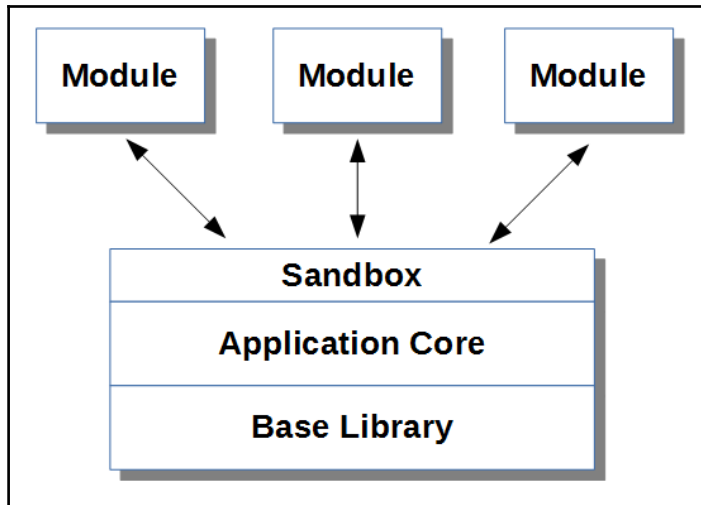 Module
Module
Module
Sandbox
Application Core
Base Library